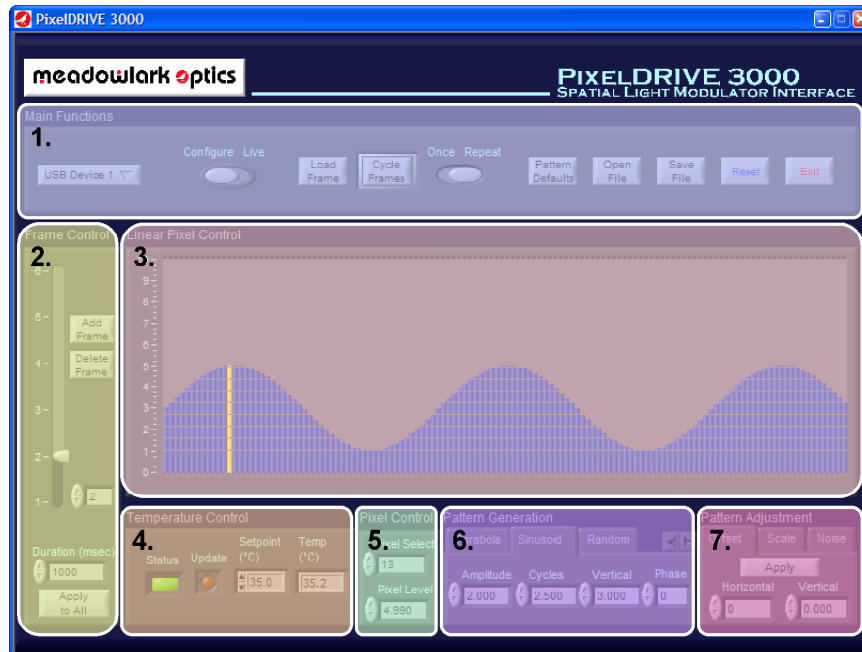 PixelDRIVE 3000
meadowlark optics
PIXELDRIVE 3000
SPATIAL LIGHT MODULATOR INTERFACE
Main Functions
1.
Configure Live
Once Repeat
USB Device 1
Load Frame
Cycle Frames
Pattern Defaults
Open File
Save File
Reset
Exit
Frame Control
2.
6
5
4
3
2
1
Add Frame
Delete Frame
2
Duration (msec)
1000
Apply to All
Linear Pixel Control
3.
9
8
7
6
5
4
3
2
1
0
Temperature Control
4.
Status Update
Setpoint (°C)
Temp (°C)
35.0
35.2
Pixel Control
5.
Pixel Select
13
Pixel Level
4.990
Pattern Generation
6.
Parabola Sinusoid Random
Amplitude Cycles Vertical Phase
2.000 2.500 3.000 0
Pattern Adjustment
7.
Offset Scale Noise
Apply
Horizontal Vertical
0 0.000